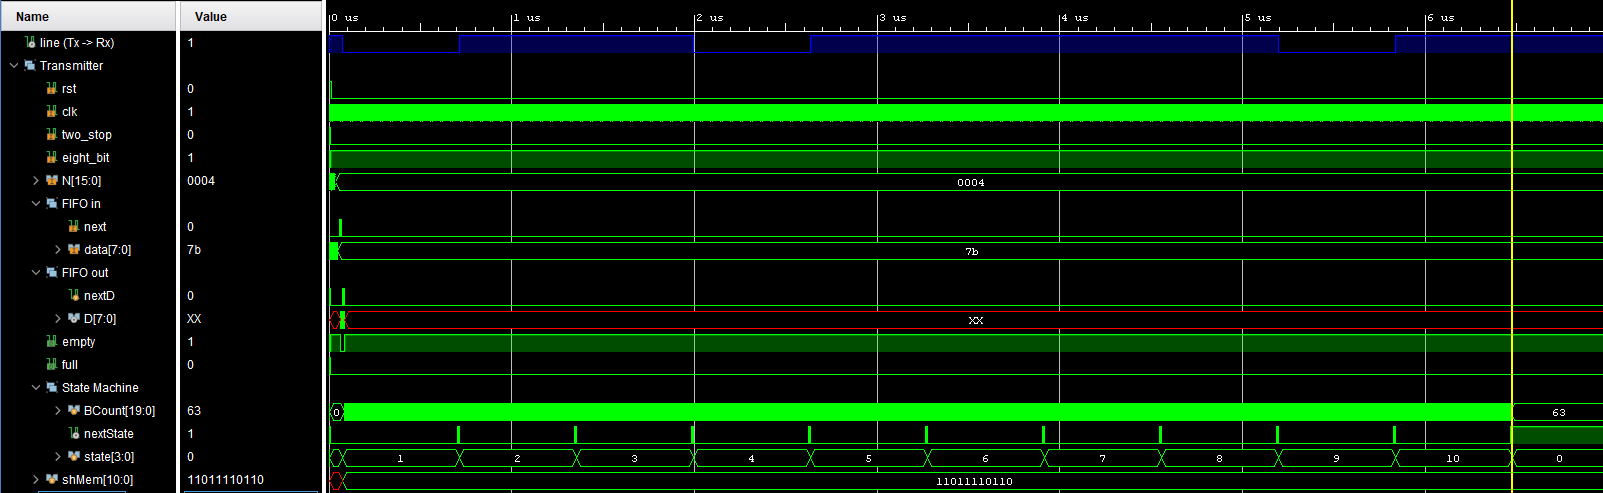 Name Value 0 us 1 us 2 us 3 us 4 us 5 us 6 us
line (Tx -> Rx) 1
Transmitter
rst 0
clk 1
two_stop 0
eight_bit 1
N[15:0] 0004 0004
FIFO in
next 0
data[7:0] 7b 7b
FIFO out
nextD 0
D[7:0] XX XX
empty 1
full 0
State Machine
BCount[19:0] 63 0 63
nextState 1
state[3:0] 0 1 2 3 4 5 6 7 8 9 10 0
shMem[10:0] 11011110110 11011110110